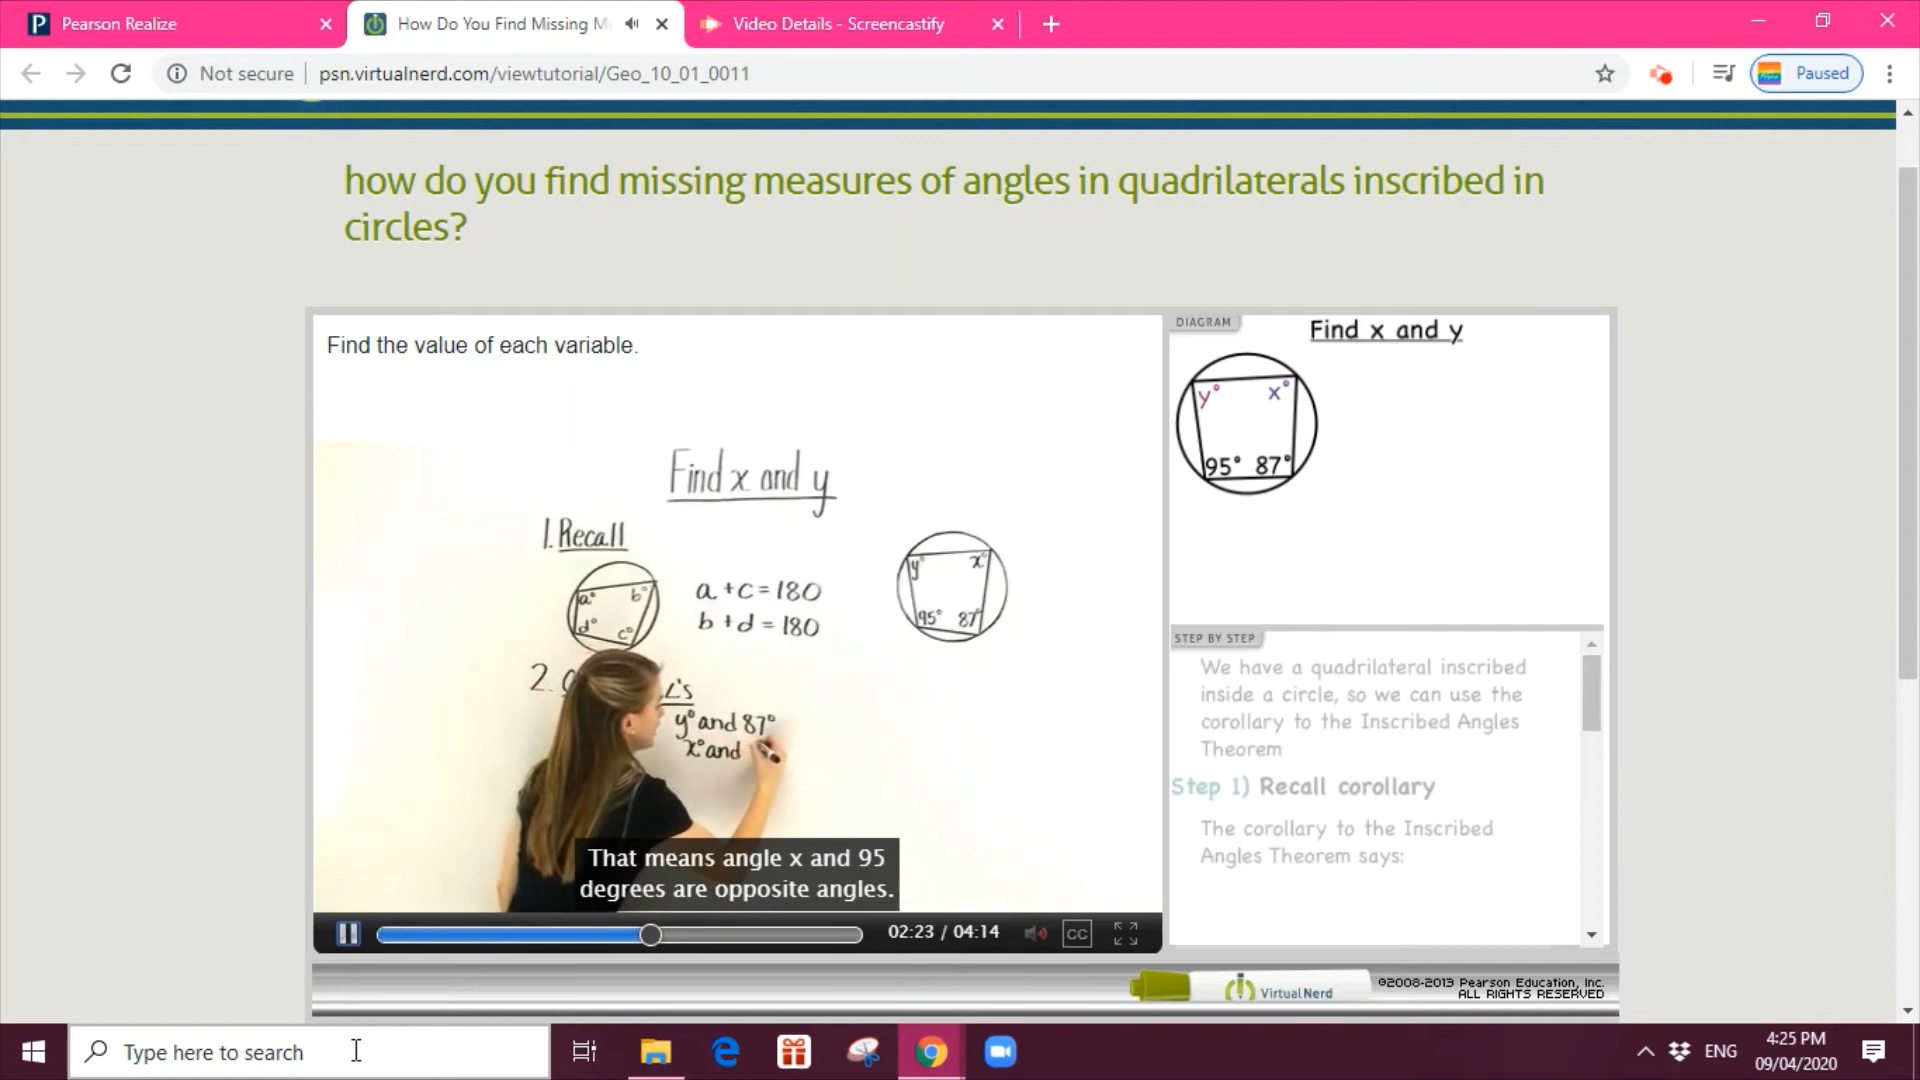 Pearson Realize
How Do You Find Missing M
Video Details - Screencastify
Not secure
psn.virtualnerd.com/viewtutorial/Geo_10_01_0011
Paused
how do you find missing measures of angles in quadrilaterals inscribed in
circles?
Find the value of each variable.
Find x and y
1. Recall
a° b°
d° c°
a + c = 180
b + d = 180
y° x°
95° 87°
2.
∠'s
y° and 87°
x° and
That means angle x and 95
degrees are opposite angles.
02:23 / 04:14
CC
DIAGRAM
Find x and y
y° x°
95° 87°
STEP BY STEP
We have a quadrilateral inscribed
inside a circle, so we can use the
corollary to the Inscribed Angles
Theorem
Step 1) Recall corollary
The corollary to the Inscribed
Angles Theorem says:
VirtualNerd
©2008-2013 Pearson Education, Inc.
ALL RIGHTS RESERVED
Type here to search
ENG
4:25 PM
09/04/2020